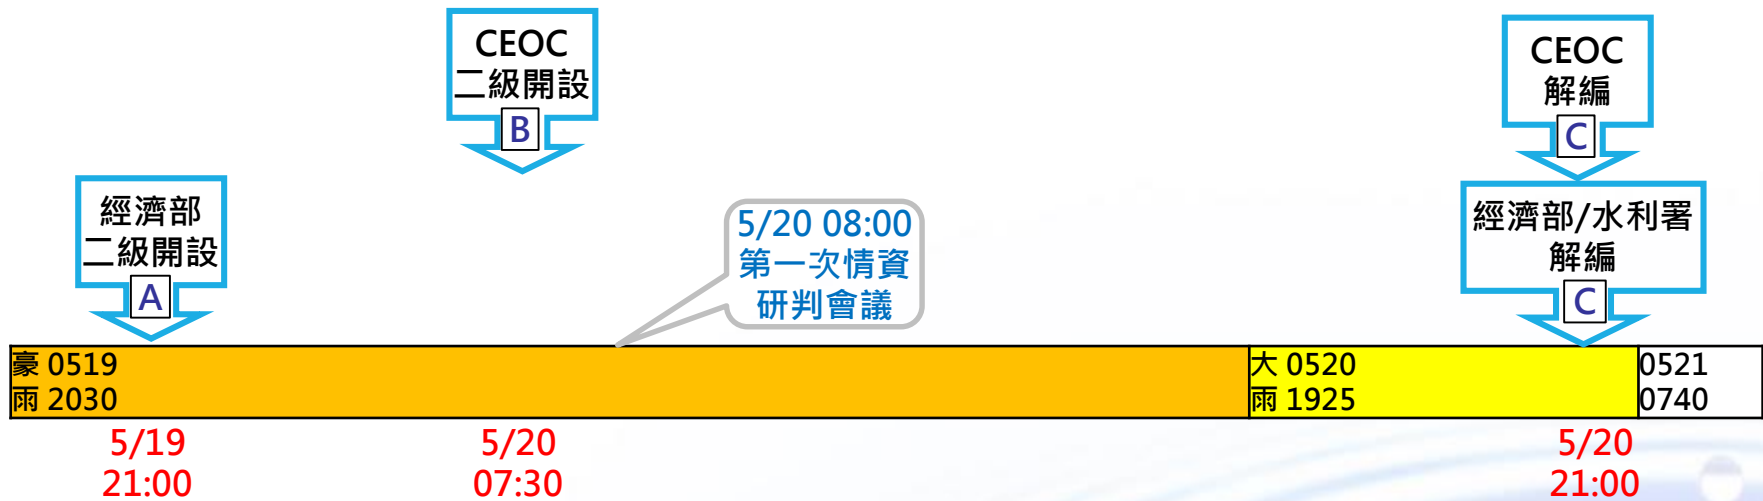 CEOC
二級開設
B
CEOC
解編
C
經濟部
二級開設
A
5/20 08:00
第一次情資
研判會議
經濟部/水利署
解編
C
豪 0519
雨 2030
大 0520
雨 1925
0521
0740
5/19
21:00
5/20
07:30
5/20
21:00